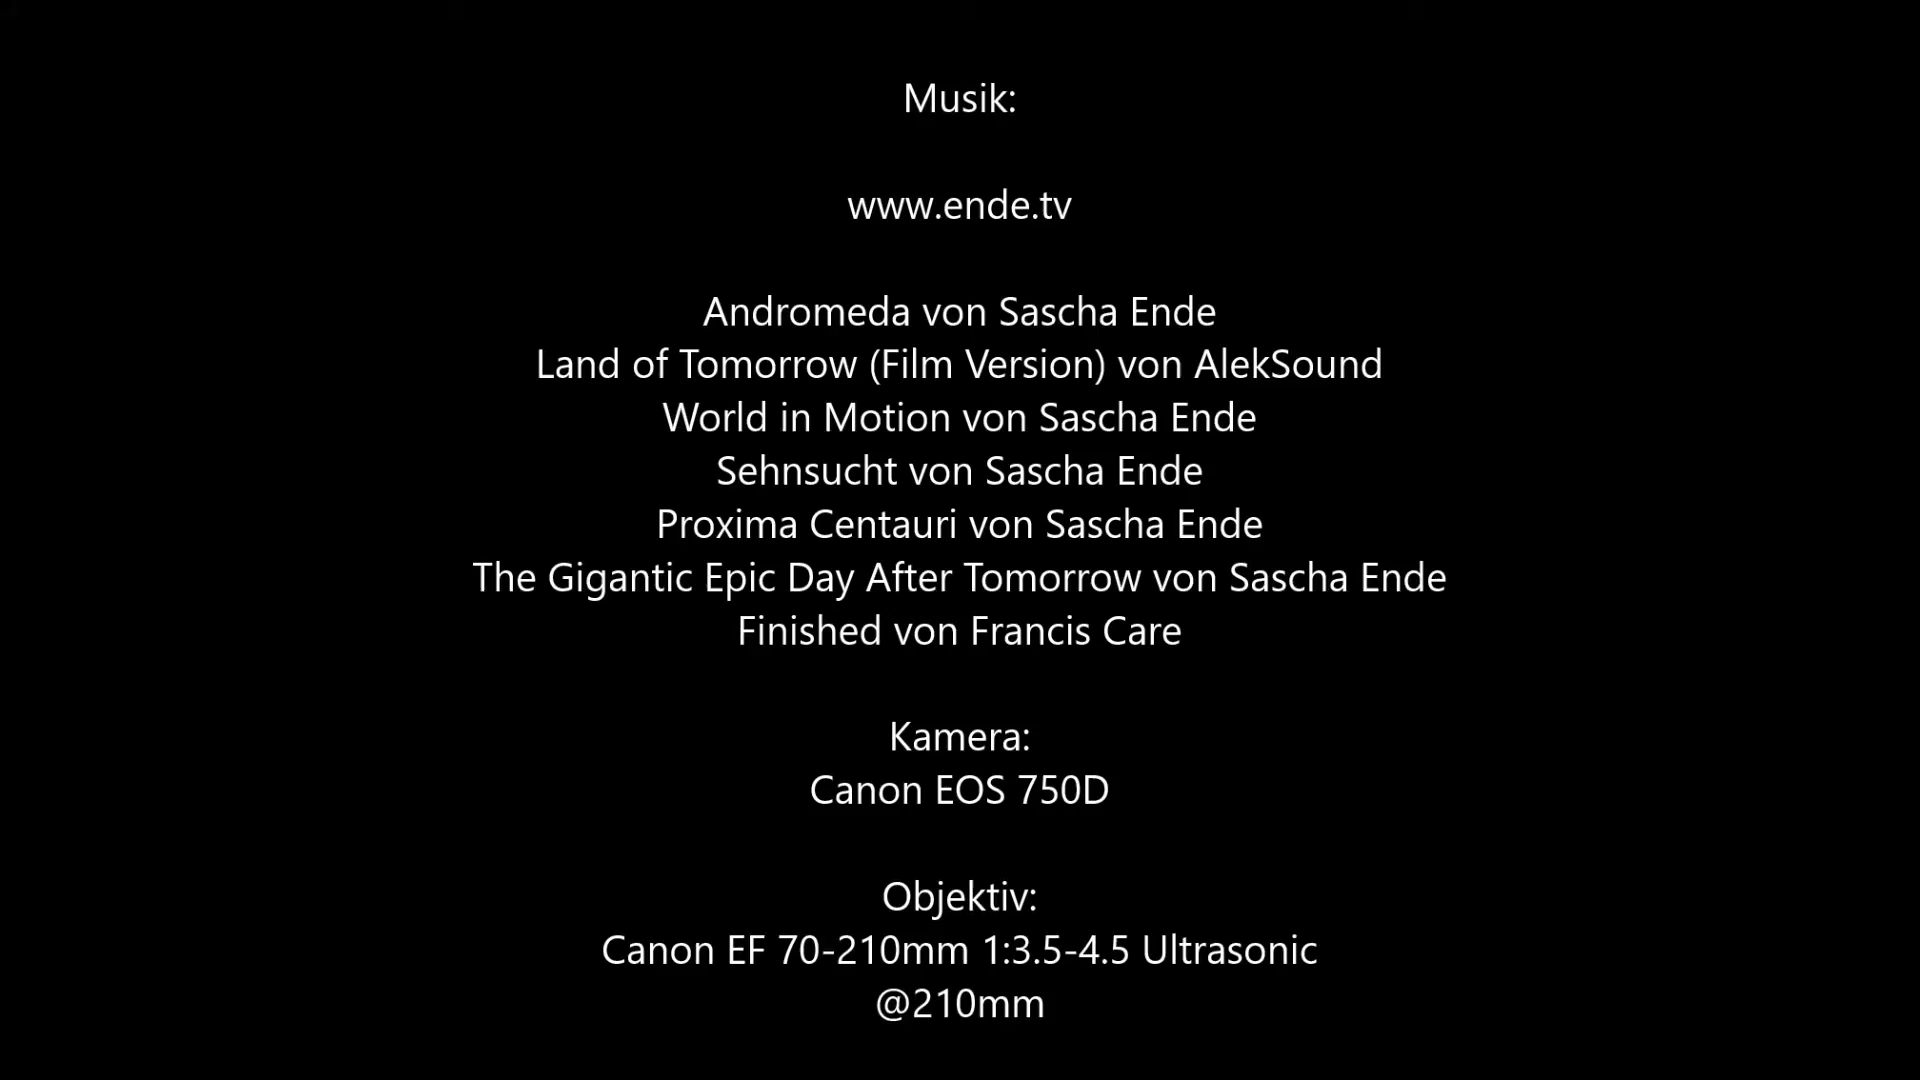 Musik:
www.ende.tv
Andromeda von Sascha Ende
Land of Tomorrow (Film Version) von AlekSound
World in Motion von Sascha Ende
Sehnsucht von Sascha Ende
Proxima Centauri von Sascha Ende
The Gigantic Epic Day After Tomorrow von Sascha Ende
Finished von Francis Care
Kamera:
Canon EOS 750D
Objektiv:
Canon EF 70-210mm 1:3.5-4.5 Ultrasonic
@210mm